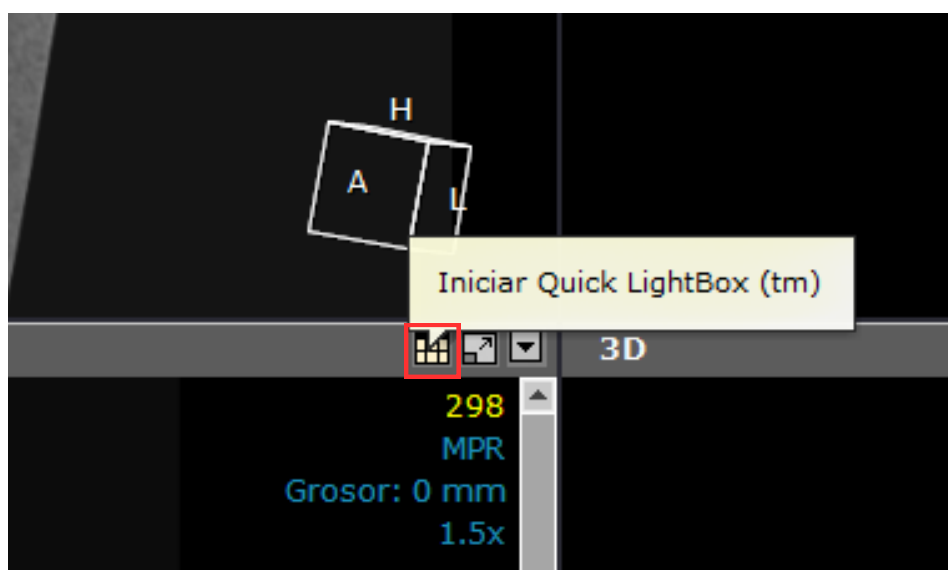 H
A
L
Iniciar Quick LightBox (tm)
3D
298
MPR
Grosor: 0 mm
1.5x